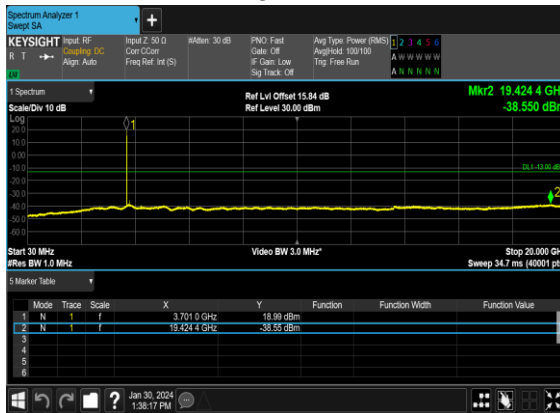 Spectrum Analyzer 1
Swept SA
+
KEYSIGHT
R T
Input: RF
Coupling: DC
Align: Auto
Input Z: 50 Ω
Corr CCorr
Freq Ref: Int (S)
#Atten: 30 dB
PNO: Fast
Gate: Off
IF Gain: Low
Sig Track: Off
Avg Type: Power (RMS)
Avg|Hold: 100/100
Trig: Free Run
1 2 3 4 5 6
A W W W W W
A N N N N N
1 Spectrum
Scale/Div 10 dB
Ref Lvl Offset 15.84 dB
Ref Level 30.00 dBm
Mkr2 19.424 4 GHz
-38.550 dBm
Log
20.0
10.0
0.00
-10.0
-20.0
-30.0
-40.0
-50.0
-60.0
1
DL1 -13.00 dB
2
Start 30 MHz
#Res BW 1.0 MHz
Video BW 3.0 MHz*
Stop 20.000 GH
Sweep 34.7 ms (40001 pt
5 Marker Table
Mode Trace Scale X Y Function Function Width Function Value
1 N 1 f 3.701 0 GHz 18.99 dBm
2 N 1 f 19.424 4 GHz -38.55 dBm
3
4
5
6
?
Jan 30, 2024
1:38:17 PM